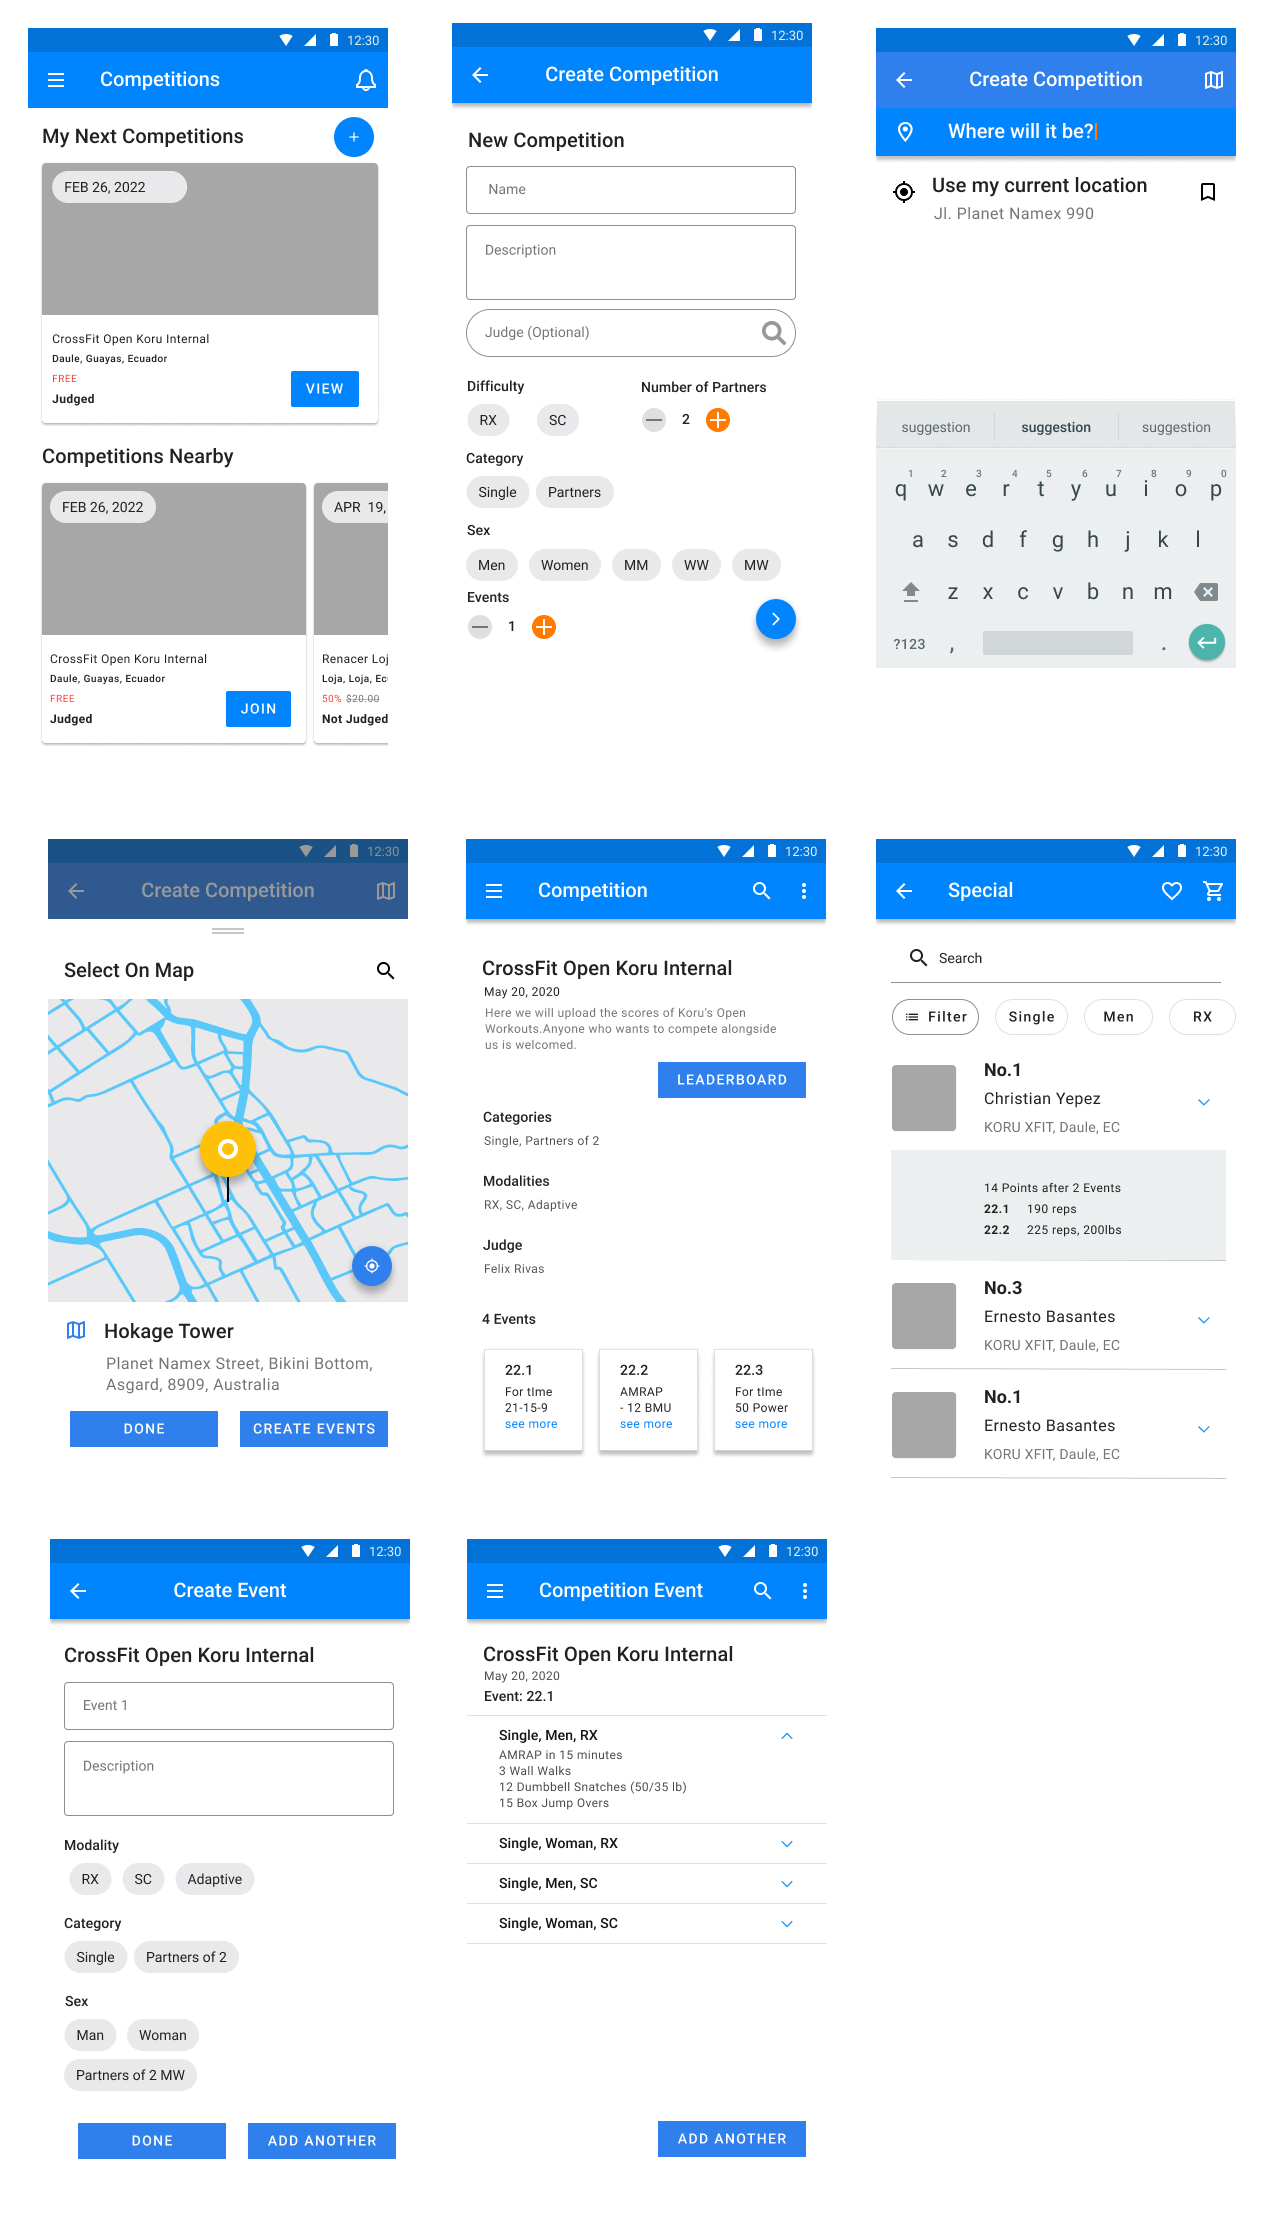 12:30
Competitions
My Next Competitions
+
FEB 26, 2022
CrossFit Open Koru Internal
Daule, Guayas, Ecuador
FREE
Judged
VIEW
Competitions Nearby
FEB 26, 2022
CrossFit Open Koru Internal
Daule, Guayas, Ecuador
FREE
Judged
JOIN
APR 19,
Renacer Loj
Loja, Loja, Ec
50% $20.00
Not Judged
12:30
Create Competition
New Competition
Name
Description
Judge (Optional)
Difficulty
RX SC
Number of Partners
2
Category
Single Partners
Sex
Men Women MM WW MW
Events
1
12:30
Create Competition
Where will it be?
Use my current location
Jl. Planet Namex 990
suggestion suggestion suggestion
1 2 3 4 5 6 7 8 9 0
q w e r t y u i o p
a s d f g h j k l
z x c v b n m
?123 , .
12:30
Create Competition
Select On Map
Hokage Tower
Planet Namex Street, Bikini Bottom,
Asgard, 8909, Australia
DONE CREATE EVENTS
12:30
Competition
CrossFit Open Koru Internal
May 20, 2020
Here we will upload the scores of Koru's Open
Workouts.Anyone who wants to compete alongside
us is welcomed.
LEADERBOARD
Categories
Single, Partners of 2
Modalities
RX, SC, Adaptive
Judge
Felix Rivas
4 Events
22.1
For tIme
21-15-9
see more
22.2
AMRAP
- 12 BMU
see more
22.3
For tIme
50 Power
see more
12:30
Special
Search
Filter Single Men RX
No.1
Christian Yepez
KORU XFIT, Daule, EC
14 Points after 2 Events
22.1 190 reps
22.2 225 reps, 200lbs
No.3
Ernesto Basantes
KORU XFIT, Daule, EC
No.1
Ernesto Basantes
KORU XFIT, Daule, EC
12:30
Create Event
CrossFit Open Koru Internal
Event 1
Description
Modality
RX SC Adaptive
Category
Single Partners of 2
Sex
Man Woman
Partners of 2 MW
DONE ADD ANOTHER
12:30
Competition Event
CrossFit Open Koru Internal
May 20, 2020
Event: 22.1
Single, Men, RX
AMRAP in 15 minutes
3 Wall Walks
12 Dumbbell Snatches (50/35 lb)
15 Box Jump Overs
Single, Woman, RX
Single, Men, SC
Single, Woman, SC
ADD ANOTHER